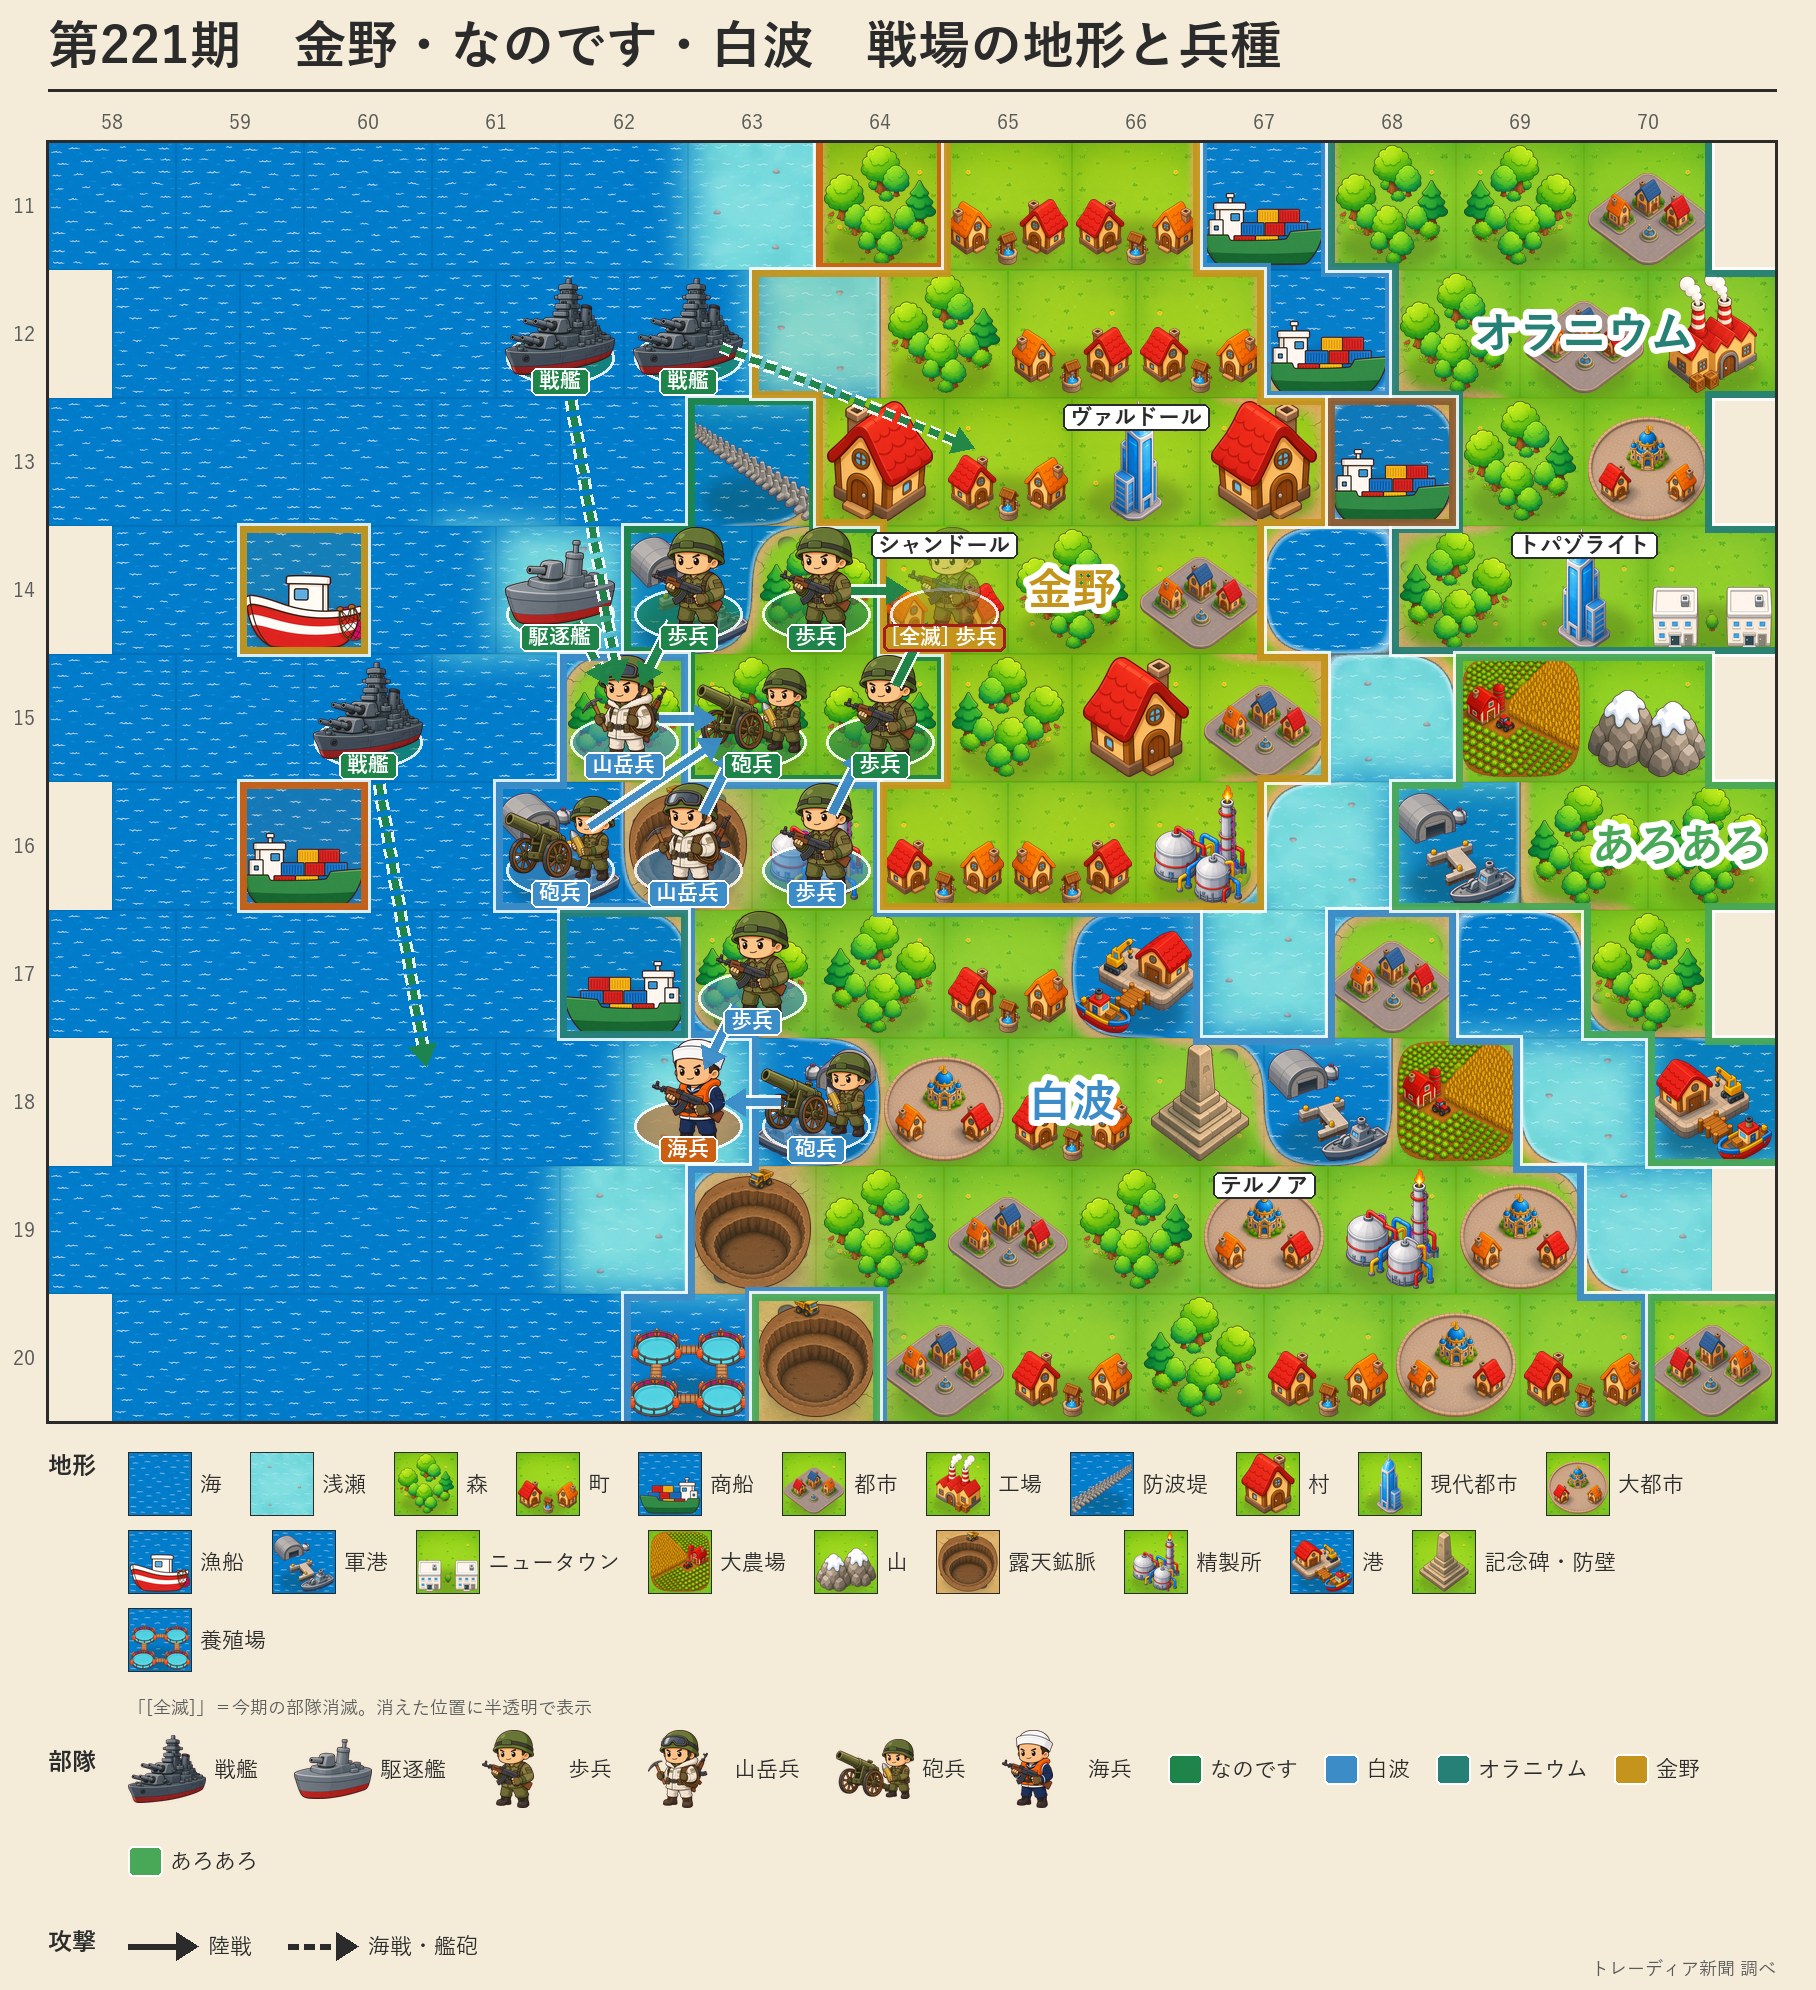 第221期 金野・なのです・白波 戦場の地形と兵種
58 59 60 61 62 63 64 65 66 67 68 69 70
11
12
オラニウム
戦艦 戦艦
13
ヴァルドール
シャンドール
トパゾライト
14
金野
駆逐艦 歩兵 歩兵 [全滅] 歩兵
15
戦艦 山岳兵 砲兵 歩兵
16
あろあろ
砲兵 山岳兵 歩兵
17
歩兵
18
白波
海兵 砲兵
テルノア
19
20
地形 海 浅瀬 森 町 商船 都市 工場 防波堤 村 現代都市 大都市
漁船 軍港 ニュータウン 大農場 山 露天鉱脈 精製所 港 記念碑・防壁
養殖場
「[全滅]」＝今期の部隊消滅。消えた位置に半透明で表示
部隊 戦艦 駆逐艦 歩兵 山岳兵 砲兵 海兵 なのです 白波 オラニウム 金野
あろあろ
攻撃 陸戦 海戦・艦砲
トレーディア新聞 調べ